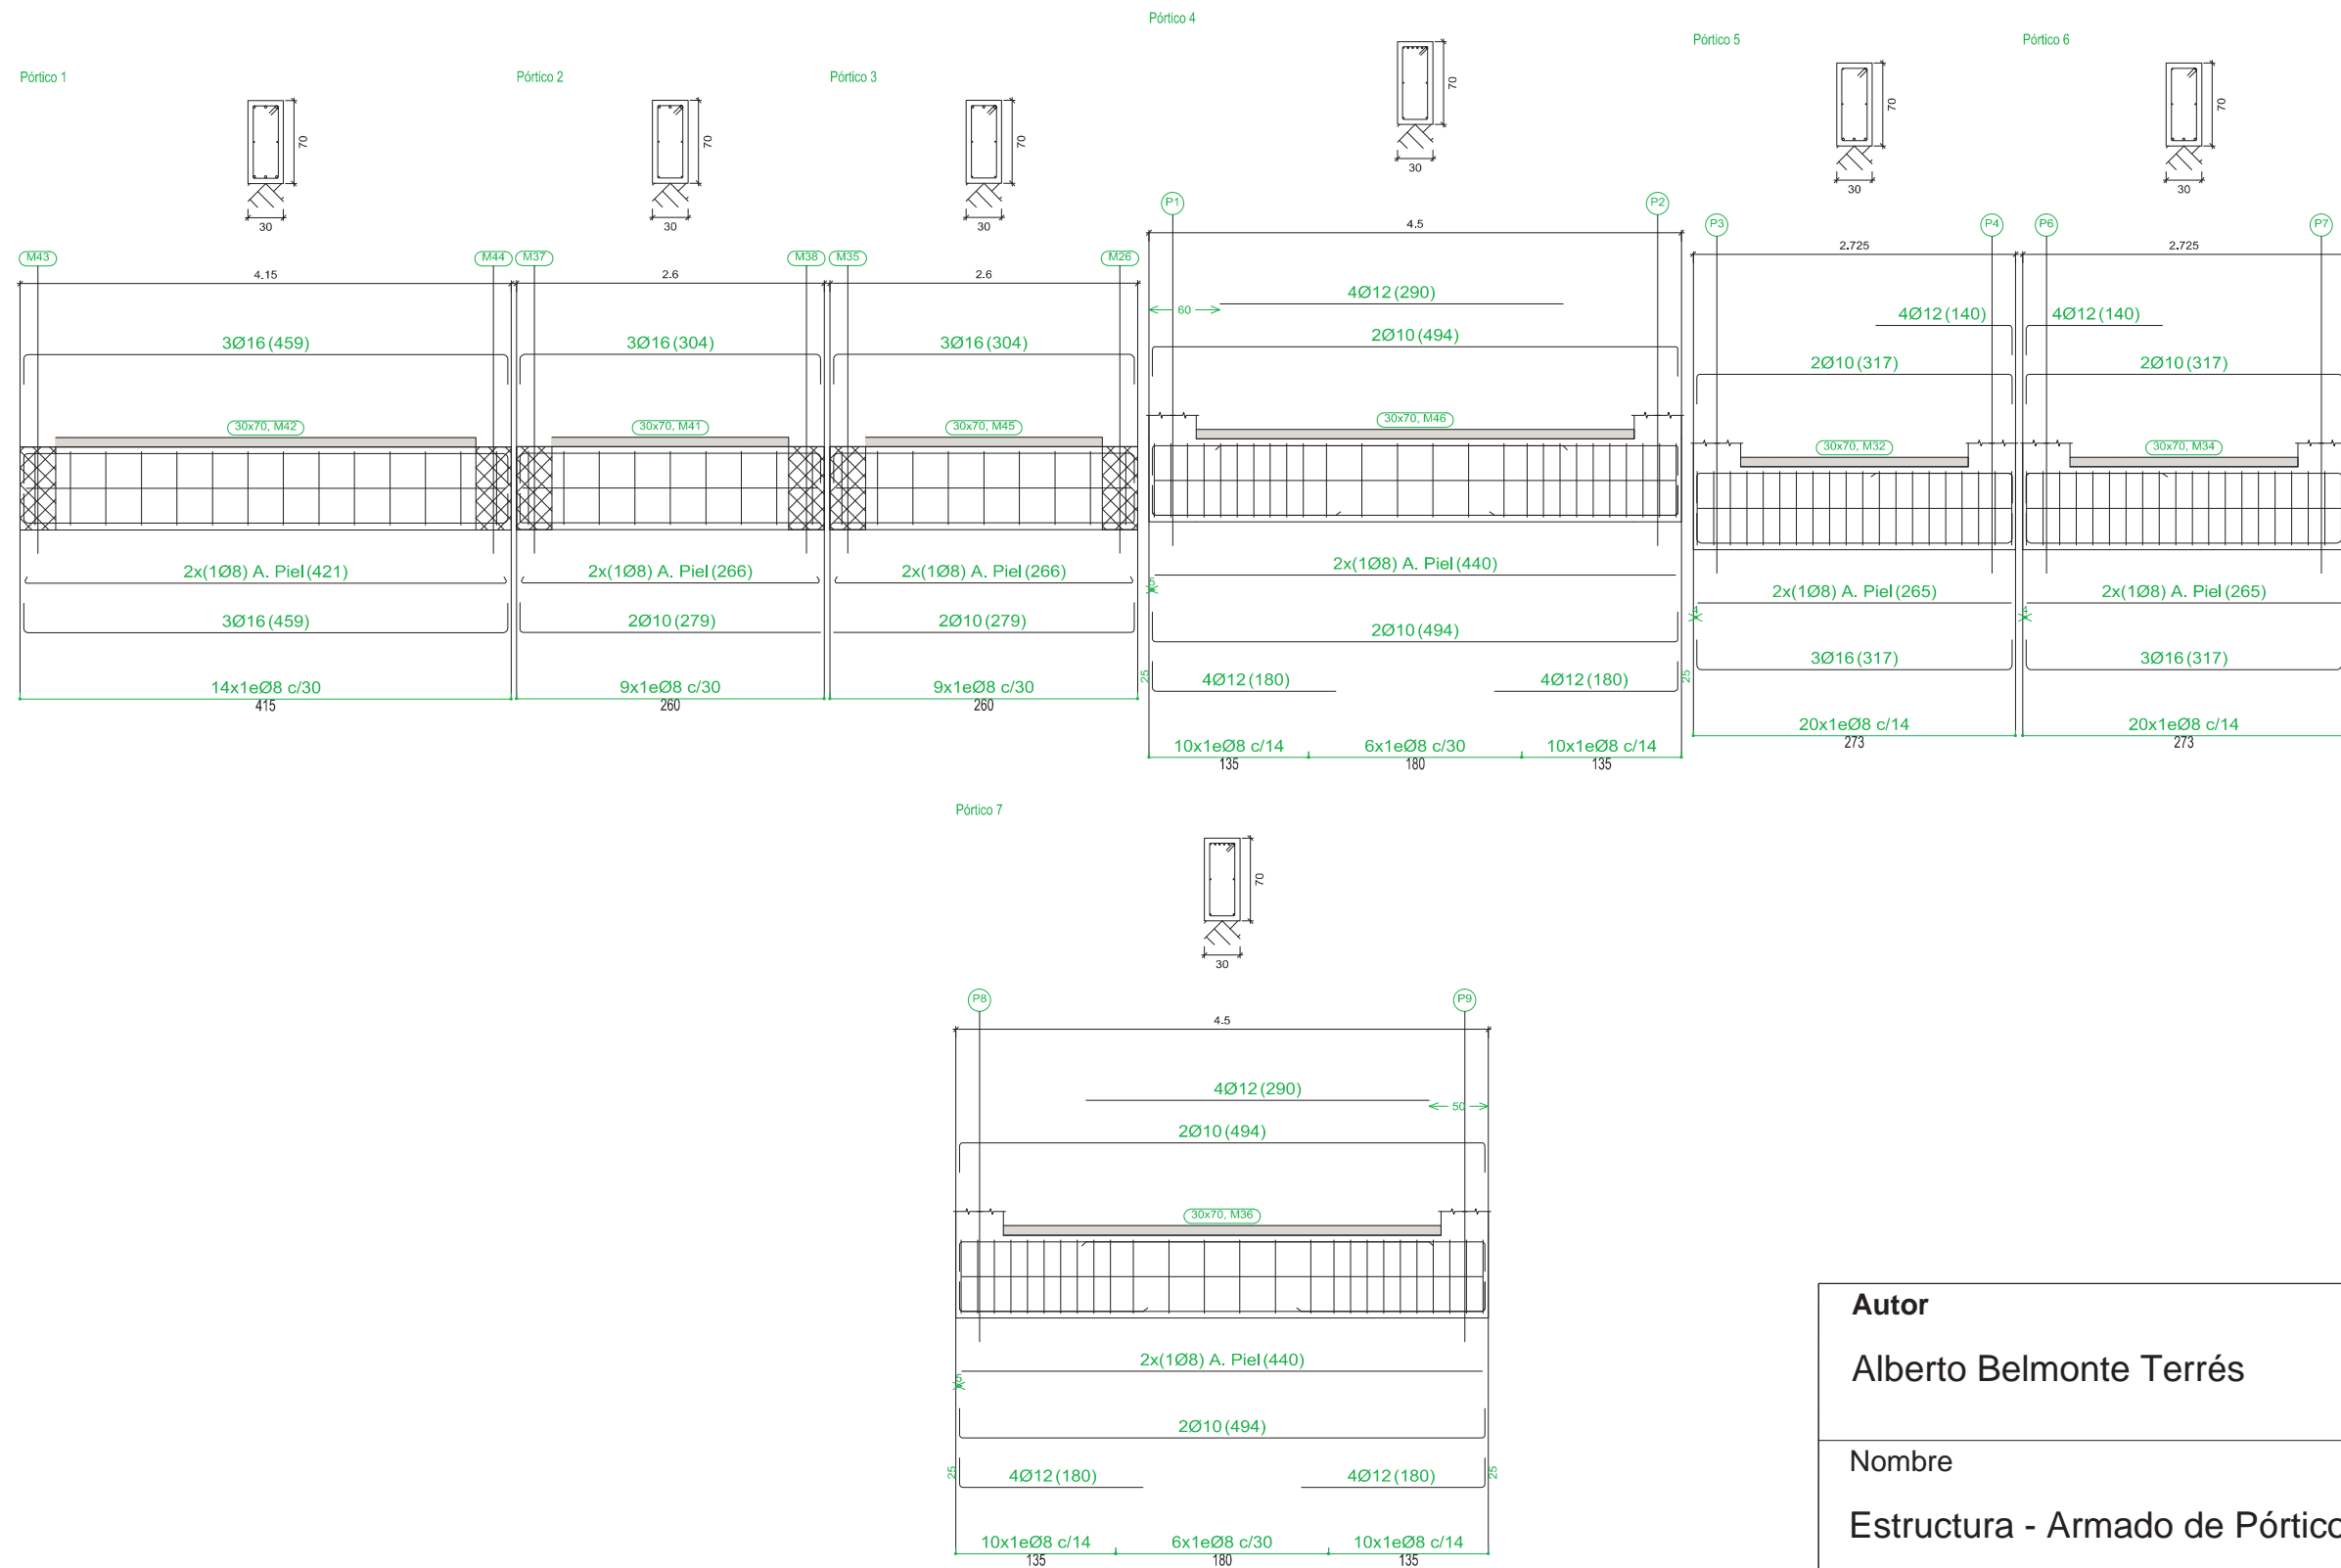 Pórtico 1
70
30
M43
M44
4.15
3Ø16 (459)
30x70, M42
2x(1Ø8) A. Piel (421)
3Ø16 (459)
14x1eØ8 c/30
415
Pórtico 2
70
30
M37
M38
2.6
3Ø16 (304)
30x70, M41
2x(1Ø8) A. Piel (266)
2Ø10 (279)
9x1eØ8 c/30
260
Pórtico 3
70
30
M35
M26
2.6
3Ø16 (304)
30x70, M45
2x(1Ø8) A. Piel (266)
2Ø10 (279)
9x1eØ8 c/30
260
Pórtico 4
70
30
P1
P2
4.5
4Ø12 (290)
60
2Ø10 (494)
30x70, M46
2x(1Ø8) A. Piel (440)
5
2Ø10 (494)
25
4Ø12 (180)
4Ø12 (180)
25
10x1eØ8 c/14
6x1eØ8 c/30
10x1eØ8 c/14
135
180
135
Pórtico 5
70
30
P3
P4
2.725
4Ø12 (140)
2Ø10 (317)
30x70, M32
2x(1Ø8) A. Piel (265)
4
3Ø16 (317)
20x1eØ8 c/14
273
Pórtico 6
70
30
P6
P7
2.725
4Ø12 (140)
2Ø10 (317)
30x70, M34
2x(1Ø8) A. Piel (265)
4
3Ø16 (317)
20x1eØ8 c/14
273
Pórtico 7
70
30
P8
P9
4.5
4Ø12 (290)
50
2Ø10 (494)
30x70, M36
2x(1Ø8) A. Piel (440)
5
2Ø10 (494)
25
4Ø12 (180)
4Ø12 (180)
25
10x1eØ8 c/14
6x1eØ8 c/30
10x1eØ8 c/14
135
180
135
Autor
Alberto Belmonte Terrés
Nombre
Estructura - Armado de Pórtico